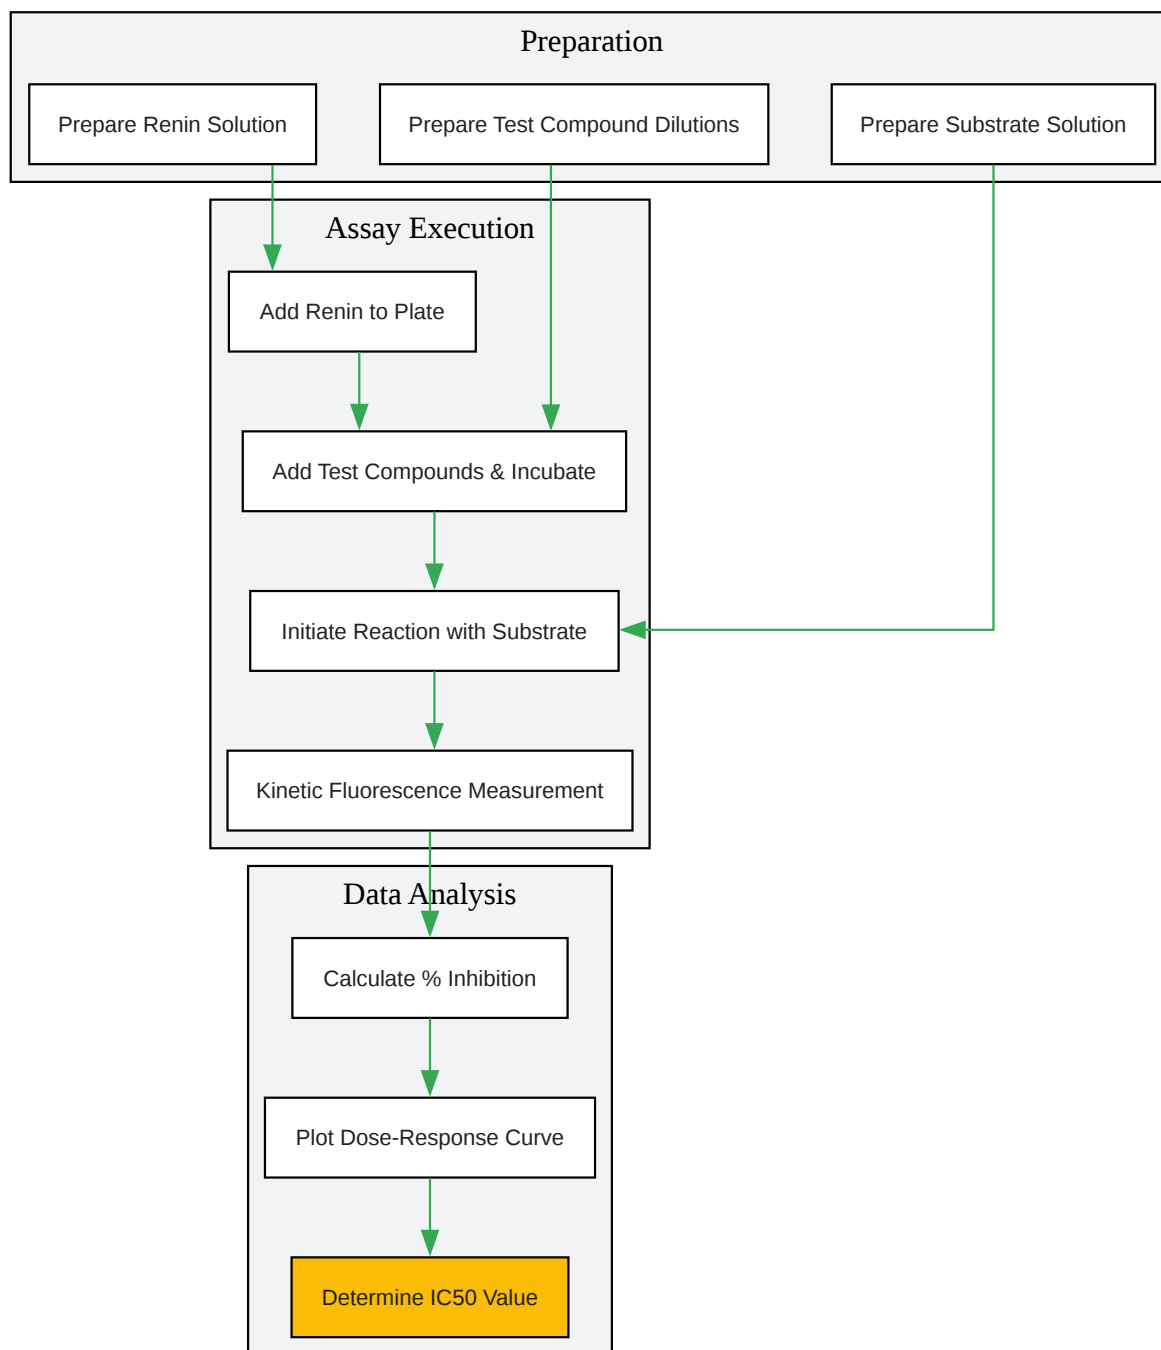 Preparation
Prepare Renin Solution
Prepare Test Compound Dilutions
Prepare Substrate Solution
Assay Execution
Add Renin to Plate
Add Test Compounds & Incubate
Initiate Reaction with Substrate
Kinetic Fluorescence Measurement
Data Analysis
Calculate % Inhibition
Plot Dose-Response Curve
Determine IC50 Value